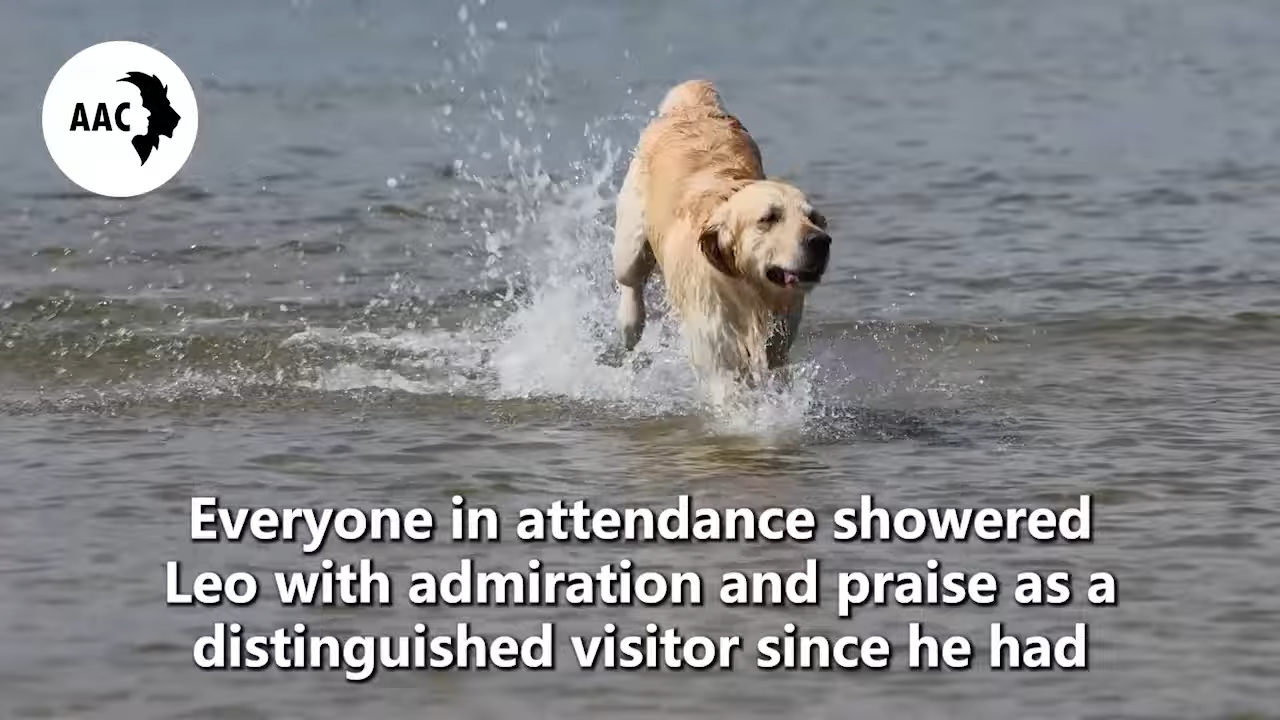 AAC
Everyone in attendance showered
Leo with admiration and praise as a
distinguished visitor since he had